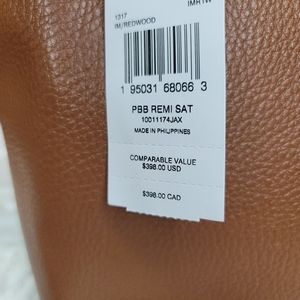 1317
IM/REDWOOD
IMRTW
1 95031 68066 3
PBB REMI SAT
10011174JAX
MADE IN PHILIPPINES
COMPARABLE VALUE
$398.00 USD
$398.00 CAD